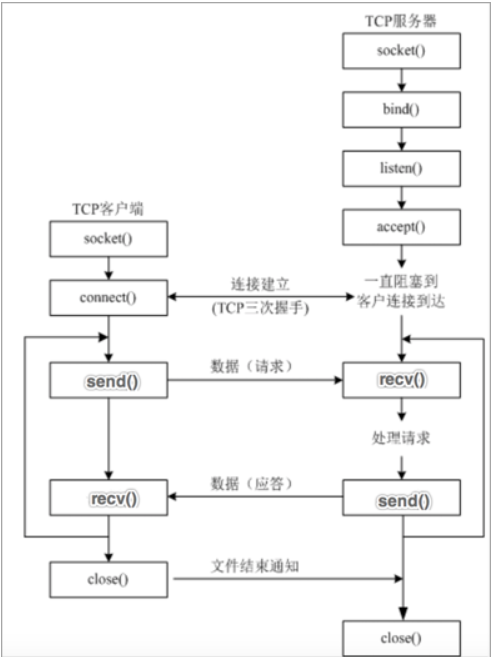 TCP服务器
socket()
bind()
listen()
TCP客户端
accept()
socket()
一直阻塞到
客户连接到达
连接建立
(TCP三次握手)
connect()
数据（请求）
send()
recv()
处理请求
数据（应答）
recv()
send()
文件结束通知
close()
close()